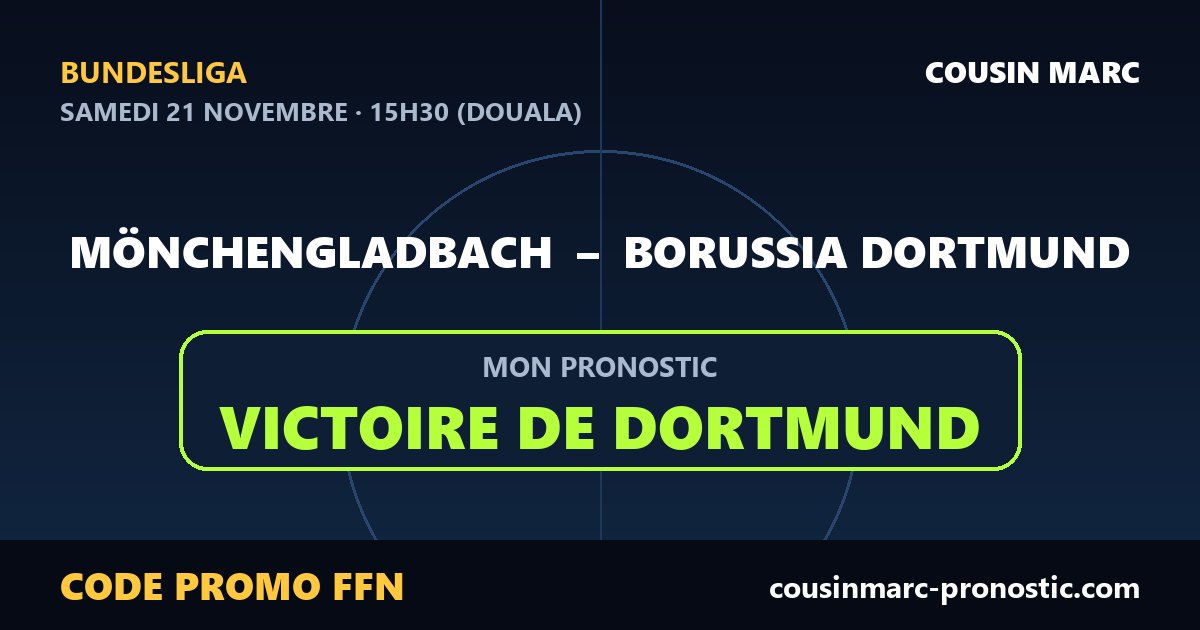 BUNDESLIGA
COUSIN MARC
SAMEDI 21 NOVEMBRE · 15H30 (DOUALA)
MÖNCHENGLADBACH – BORUSSIA DORTMUND
MON PRONOSTIC
VICTOIRE DE DORTMUND
CODE PROMO FFN
cousinmarc-pronostic.com